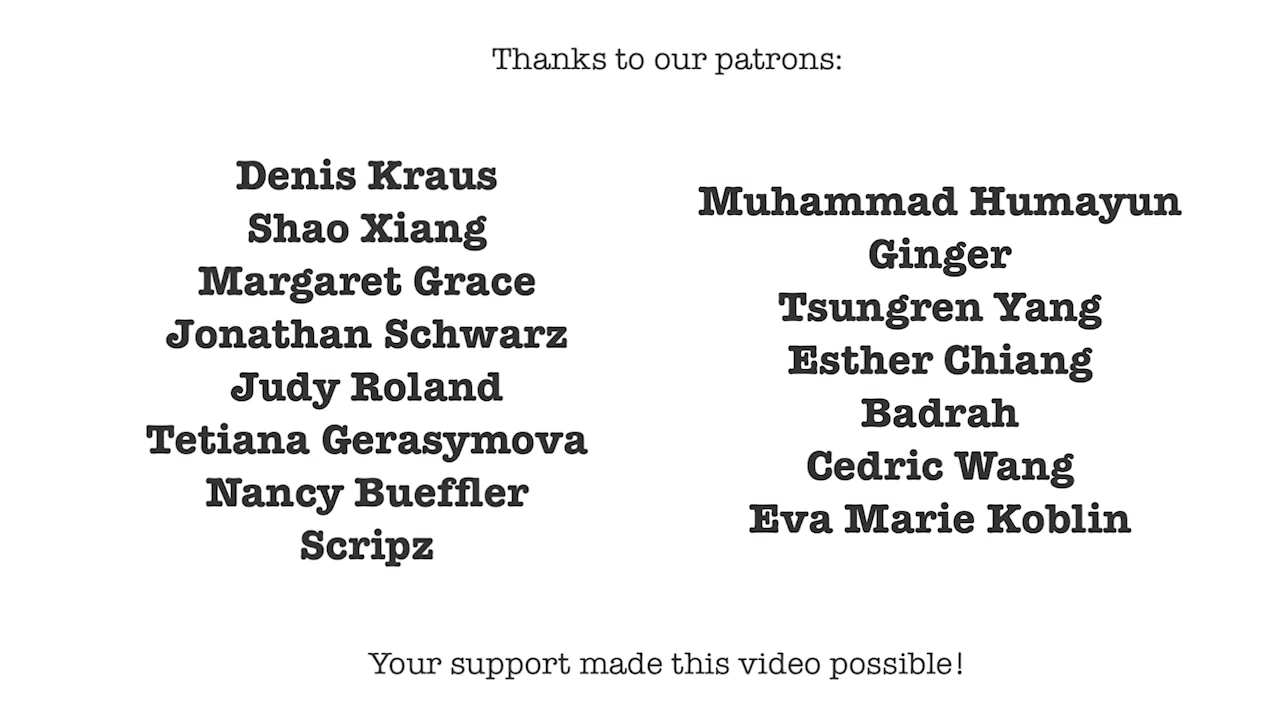 Thanks to our patrons:
Denis Kraus
Shao Xiang
Margaret Grace
Jonathan Schwarz
Judy Roland
Tetiana Gerasymova
Nancy Bueffler
Scripz
Muhammad Humayun
Ginger
Tsungren Yang
Esther Chiang
Badrah
Cedric Wang
Eva Marie Koblin
Your support made this video possible!